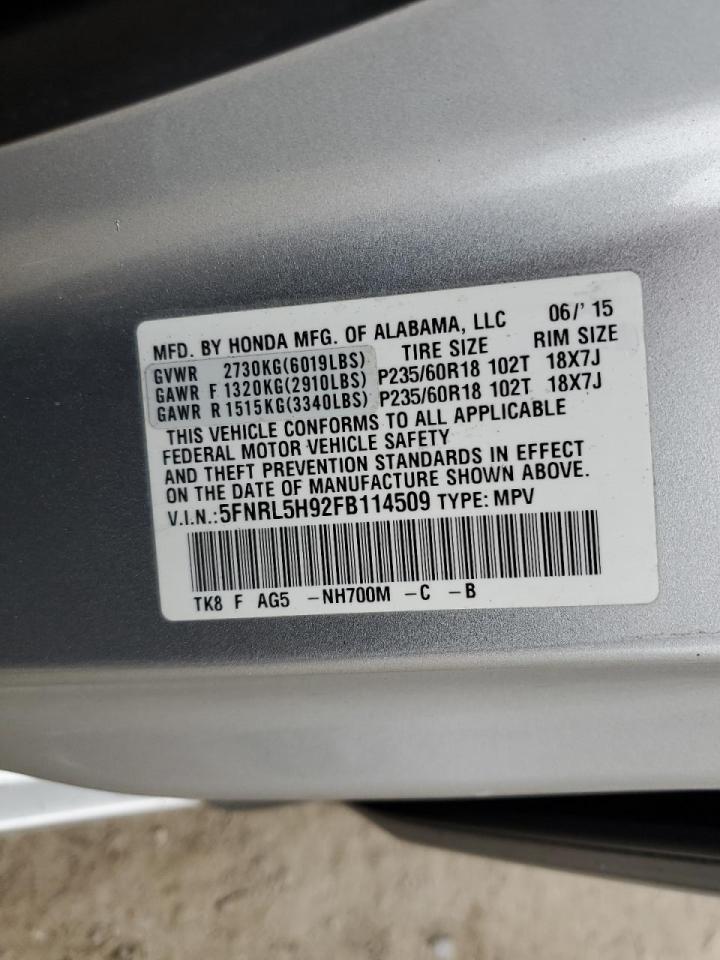 MFD. BY HONDA MFG. OF ALABAMA, LLC 06/'15
TIRE SIZE RIM SIZE
GVWR 2730KG(6019LBS)
GAWR F 1320KG(2910LBS) P235/60R18 102T 18X7J
GAWR R 1515KG(3340LBS) P235/60R18 102T 18X7J
THIS VEHICLE CONFORMS TO ALL APPLICABLE
FEDERAL MOTOR VEHICLE SAFETY
AND THEFT PREVENTION STANDARDS IN EFFECT
ON THE DATE OF MANUFACTURE SHOWN ABOVE.
V.I.N.:5FNRL5H92FB114509 TYPE: MPV
TK8 F AG5 -NH700M -C -B